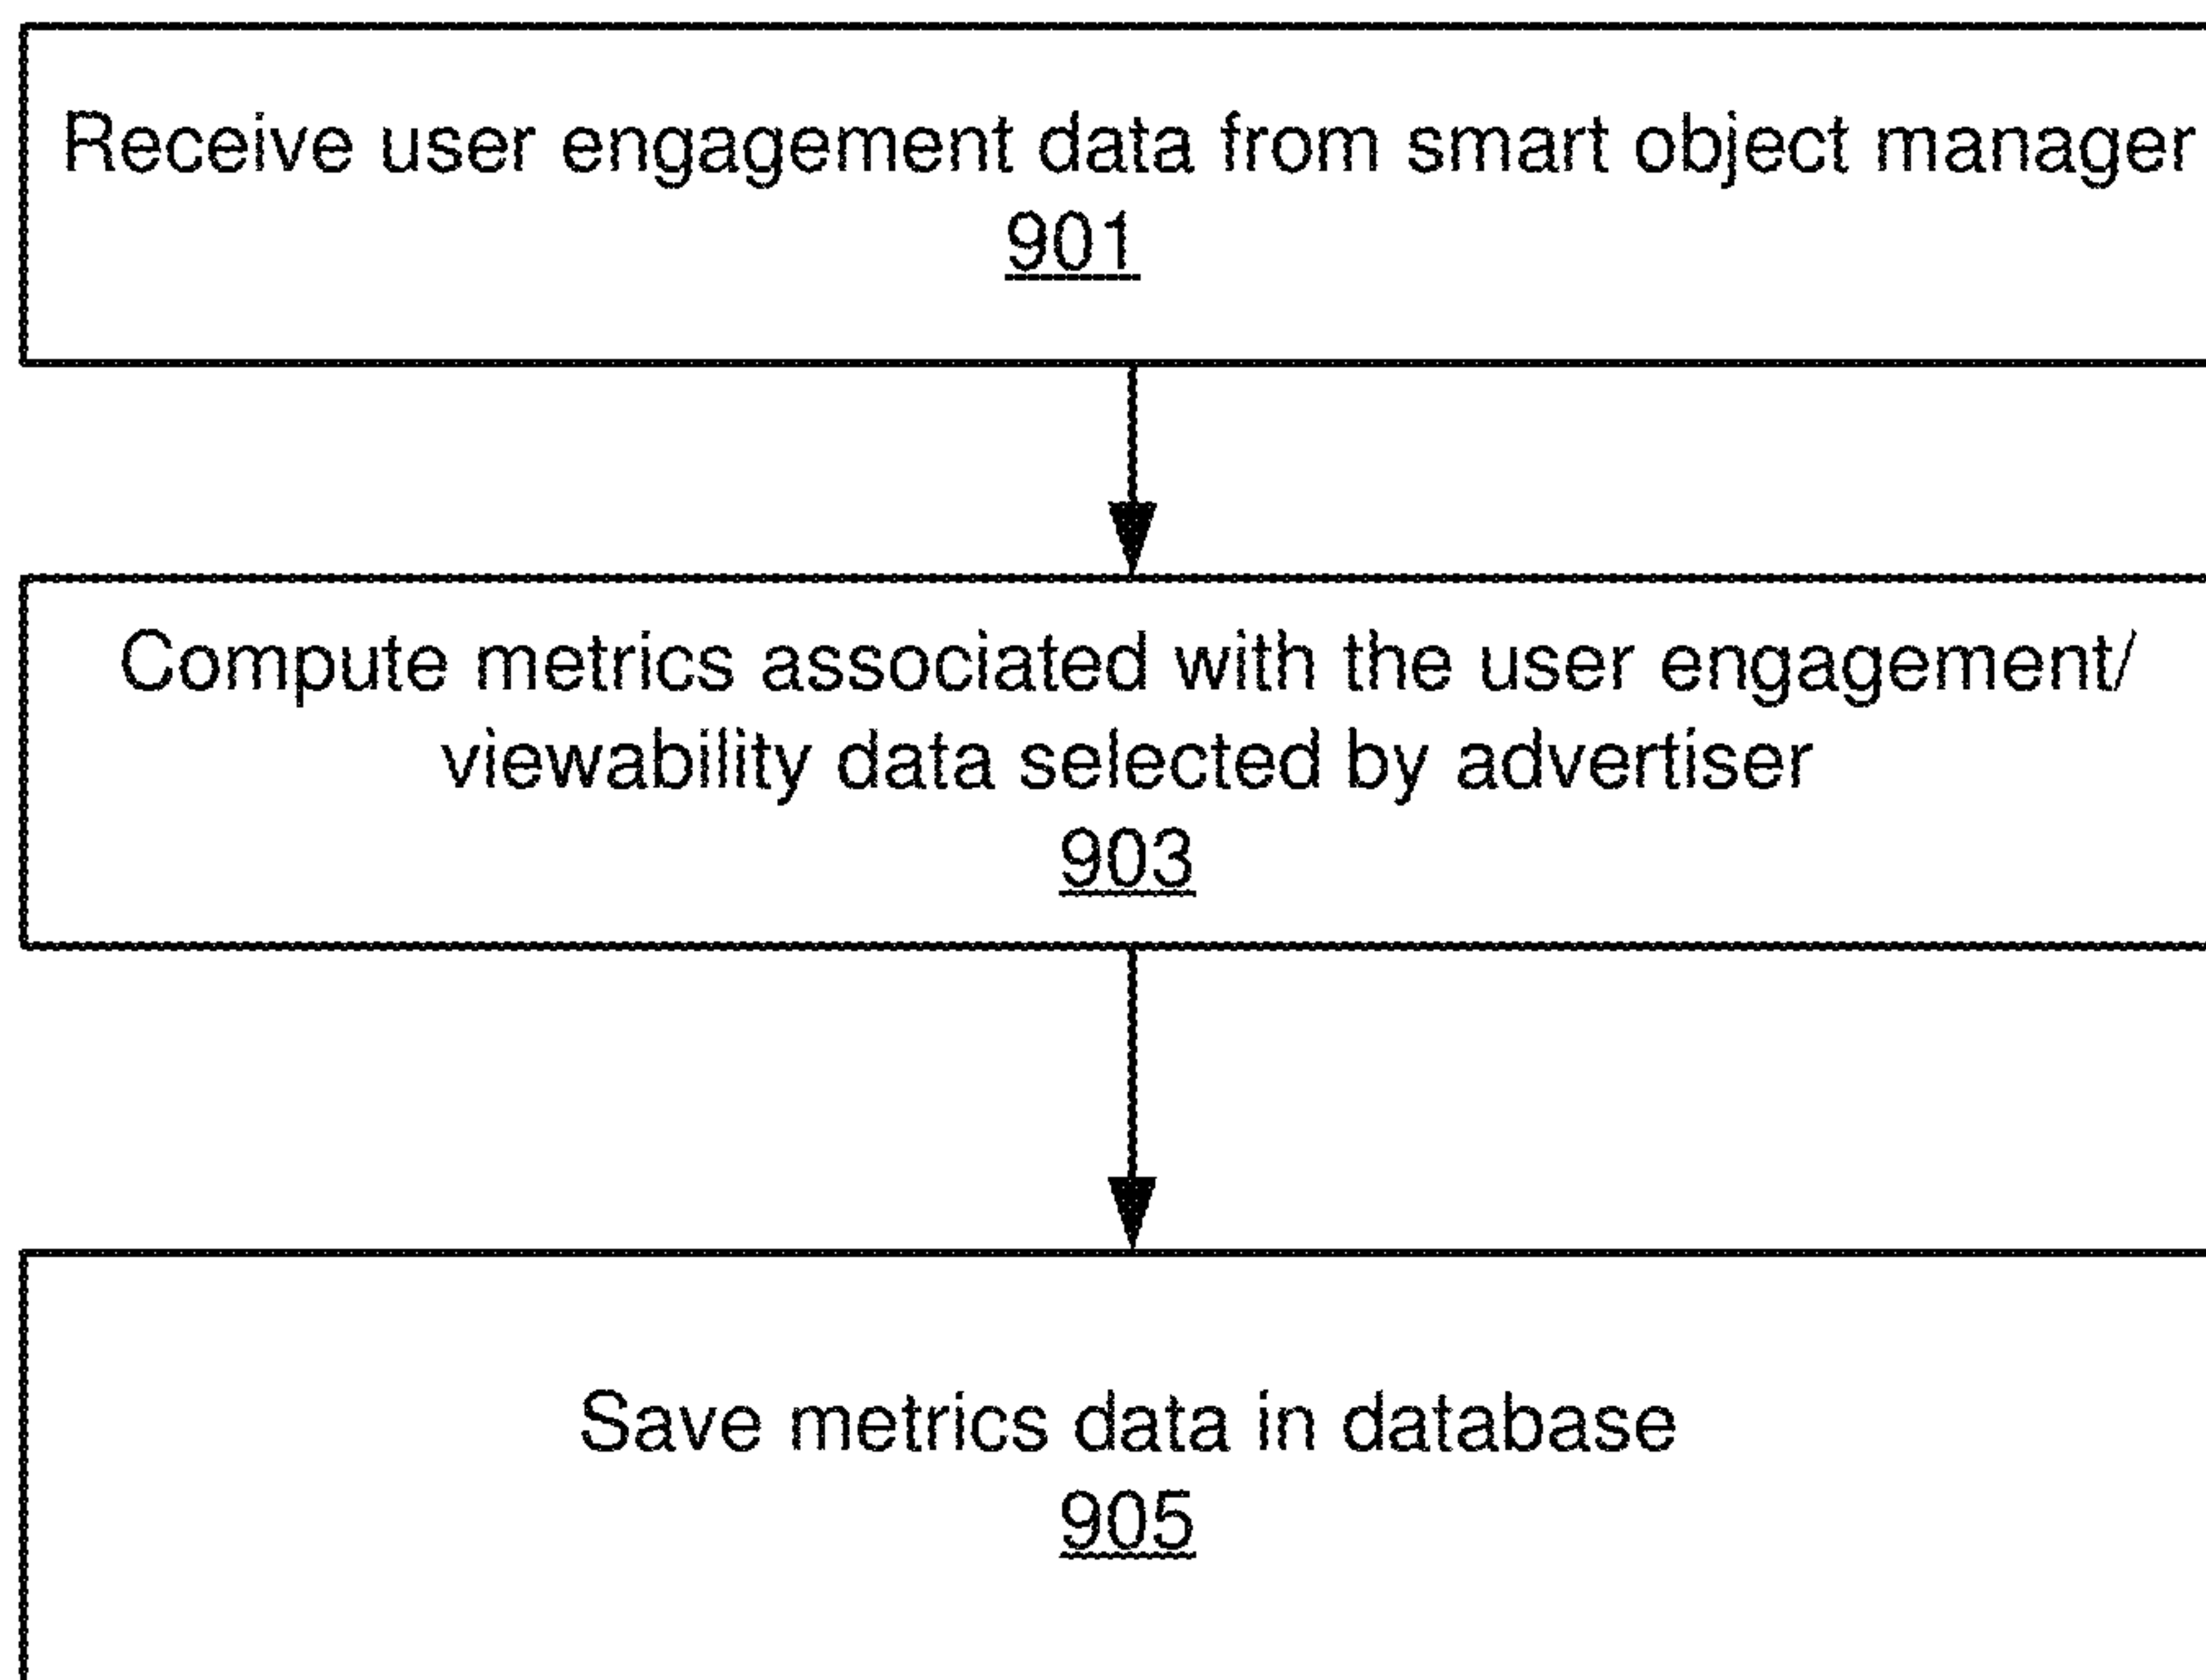 Receive user engagement data from smart object manager
901
Compute metrics associated with the user engagement/
viewability data selected by advertiser
903
Save metrics data in database
905